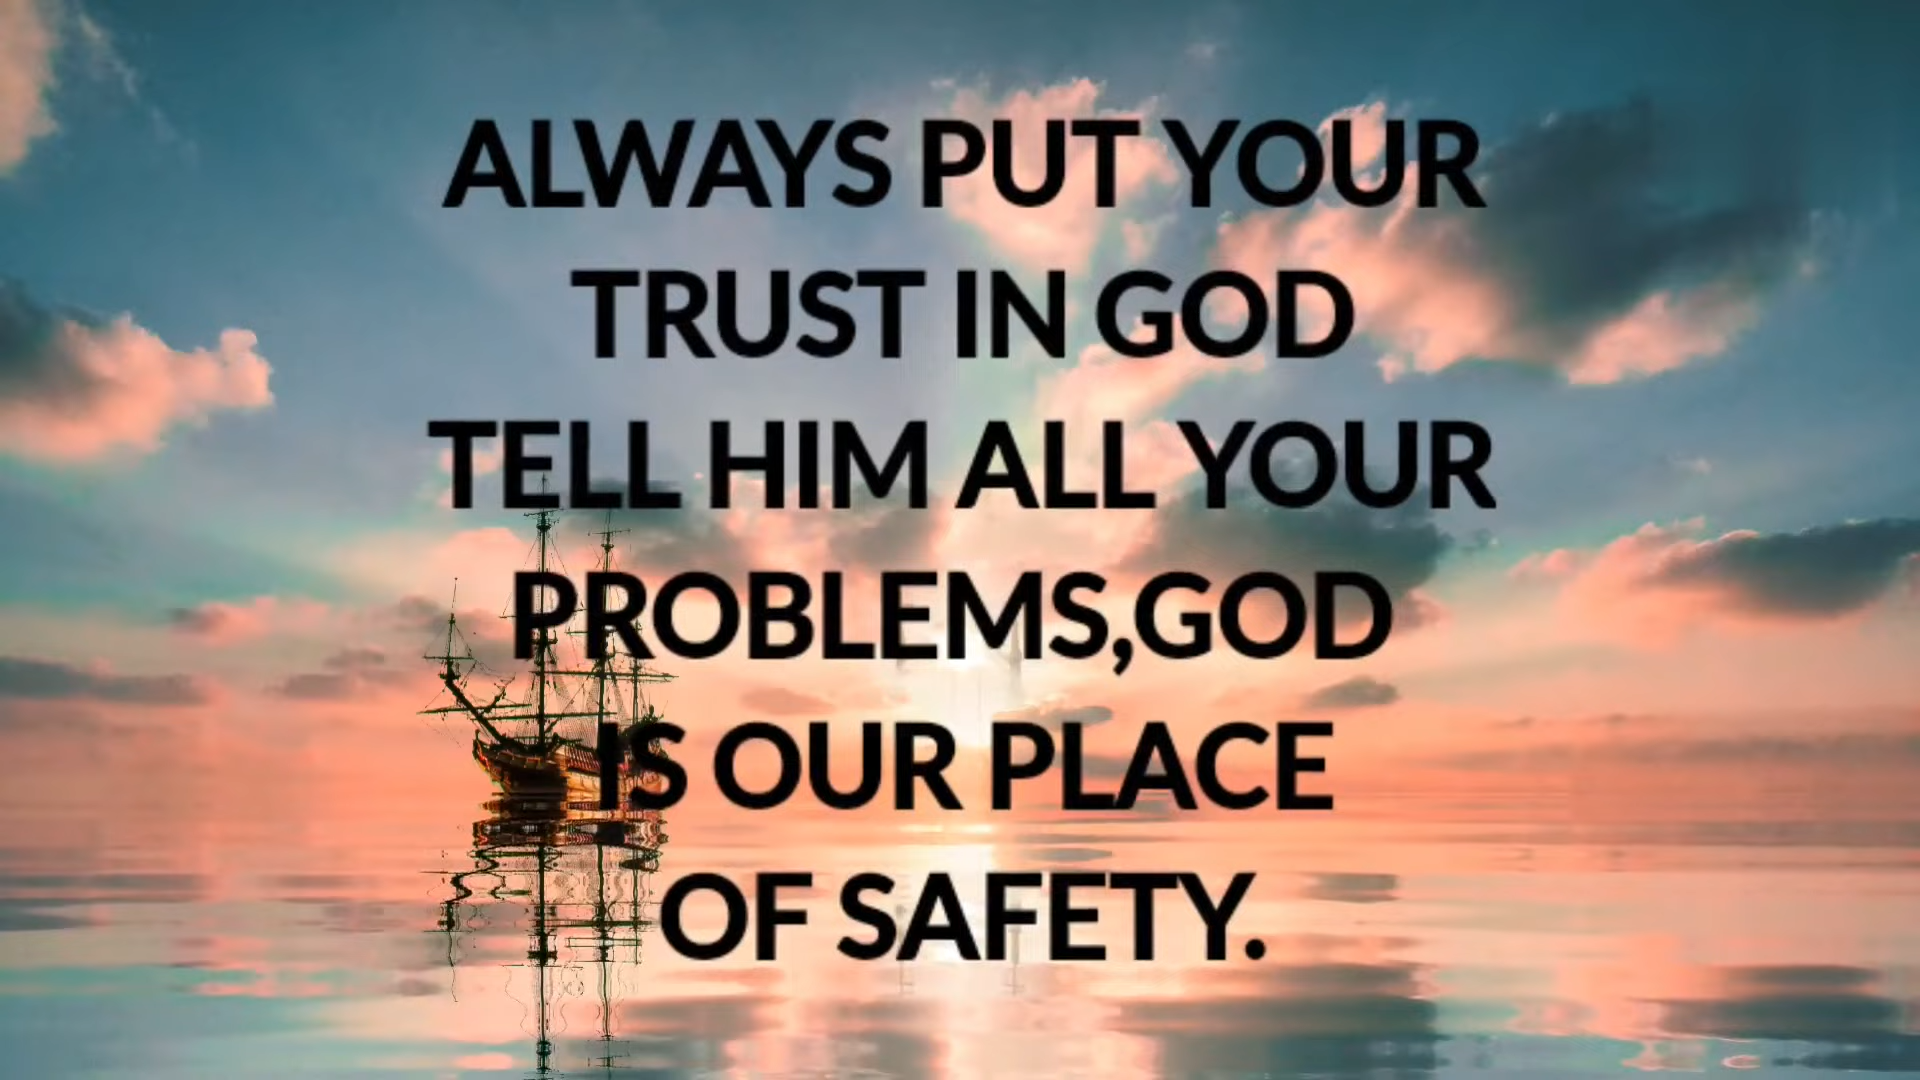 ALWAYS PUT YOUR
TRUST IN GOD
TELL HIM ALL YOUR
PROBLEMS,GOD
IS OUR PLACE
OF SAFETY.